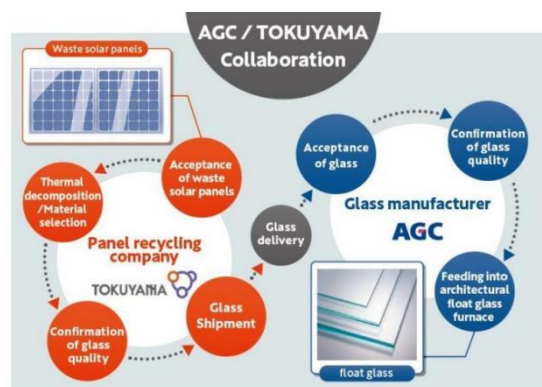 AGC / TOKUYAMA
Collaboration
Waste solar panels
Acceptance
of waste
solar panels
Thermal
decomposition
/Material
selection
Panel recycling
company
TOKUYAMA
Confirmation
of glass
quality
Glass
Shipment
Glass
delivery
Acceptance
of glass
Confirmation
of glass
quality
Glass manufacturer
AGC
Feeding into
architectural
float glass
furnace
float glass